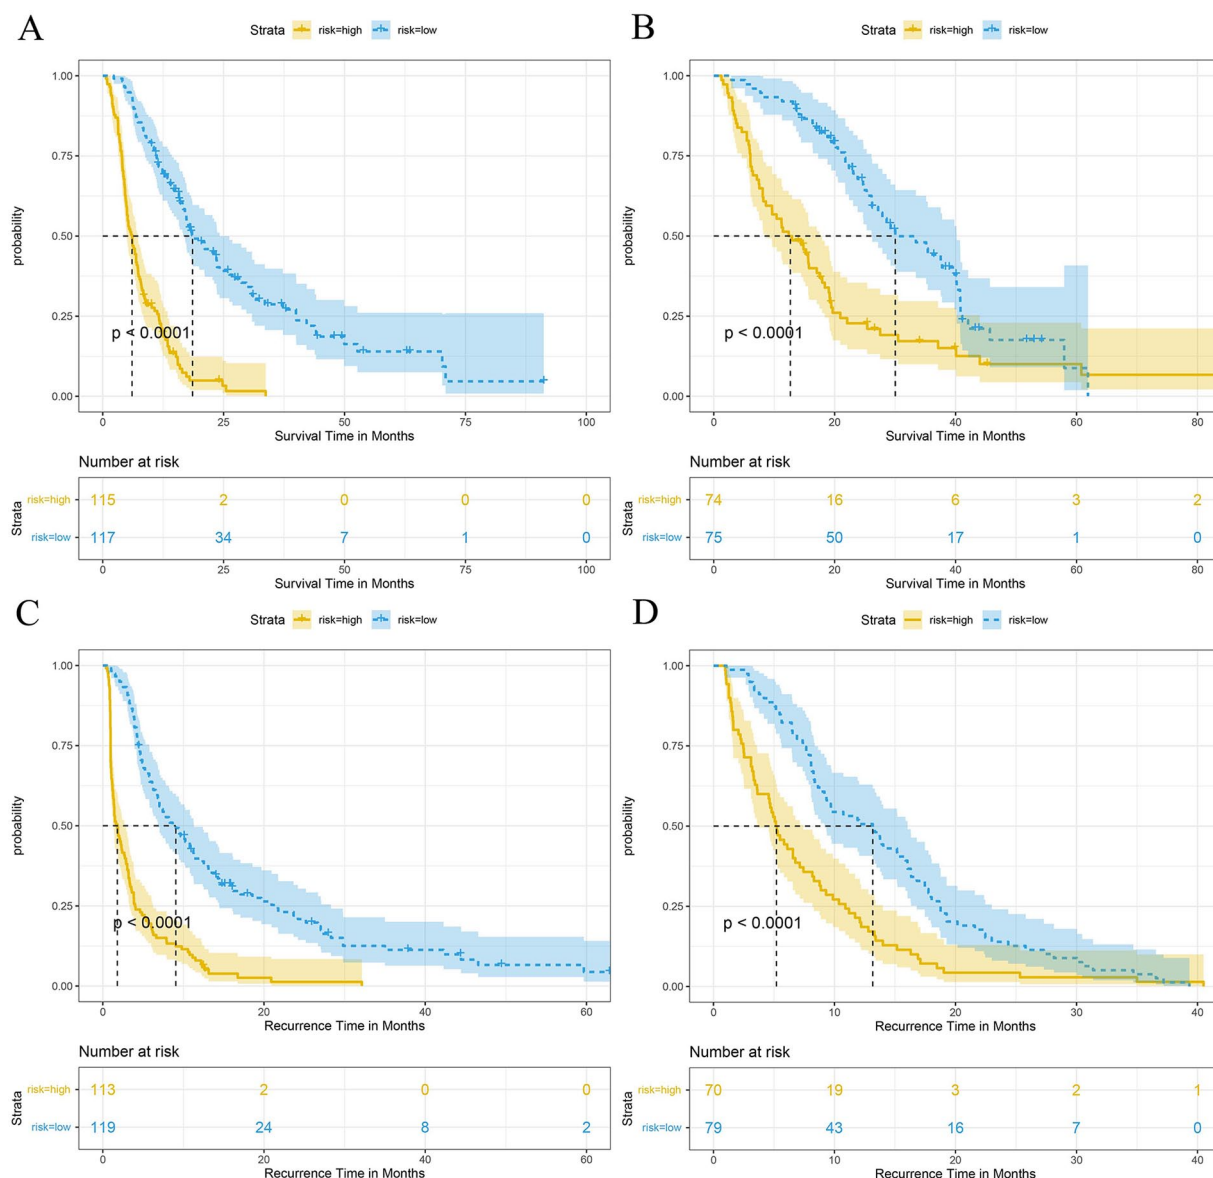 A
Strata risk=high risk=low
1.00
0.75
0.50
0.25
0.00
probability
p < 0.0001
0 25 50 75 100
Survival Time in Months
Number at risk
Strata
risk=high 115 2 0 0 0
risk=low 117 34 7 1 0
0 25 50 75 100
Survival Time in Months
B
Strata risk=high risk=low
1.00
0.75
0.50
0.25
0.00
probability
p < 0.0001
0 20 40 60 80
Survival Time in Months
Number at risk
Strata
risk=high 74 16 6 3 2
risk=low 75 50 17 1 0
0 20 40 60 80
Survival Time in Months
C
Strata risk=high risk=low
1.00
0.75
0.50
0.25
0.00
probability
p < 0.0001
0 20 40 60
Recurrence Time in Months
Number at risk
Strata
risk=high 113 2 0 0
risk=low 119 24 8 2
0 20 40 60
Recurrence Time in Months
D
Strata risk=high risk=low
1.00
0.75
0.50
0.25
0.00
probability
p < 0.0001
0 10 20 30 40
Recurrence Time in Months
Number at risk
Strata
risk=high 70 19 3 2 1
risk=low 79 43 16 7 0
0 10 20 30 40
Recurrence Time in Months